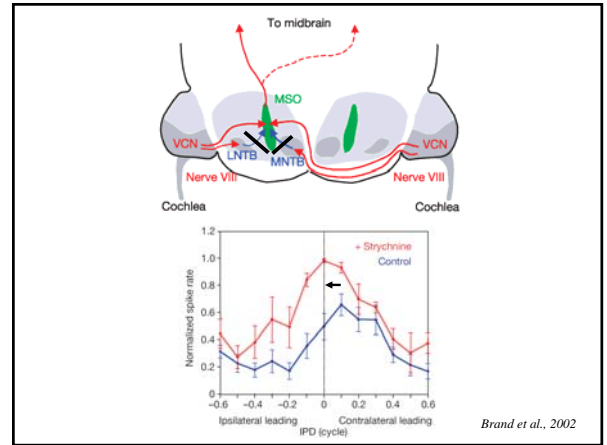 To midbrain
MSO
VCN
VCN
LNTB
MNTB
Nerve VIII
Nerve VIII
Cochlea
Cochlea
1.2
+ Strychnine
1.0
Control
0.8
0.6
0.4
0.2
0
Normalized spike rate
−0.6 −0.4 −0.2 0 0.2 0.4 0.6
Ipsilateral leading Contralateral leading
IPD (cycle)
Brand et al., 2002